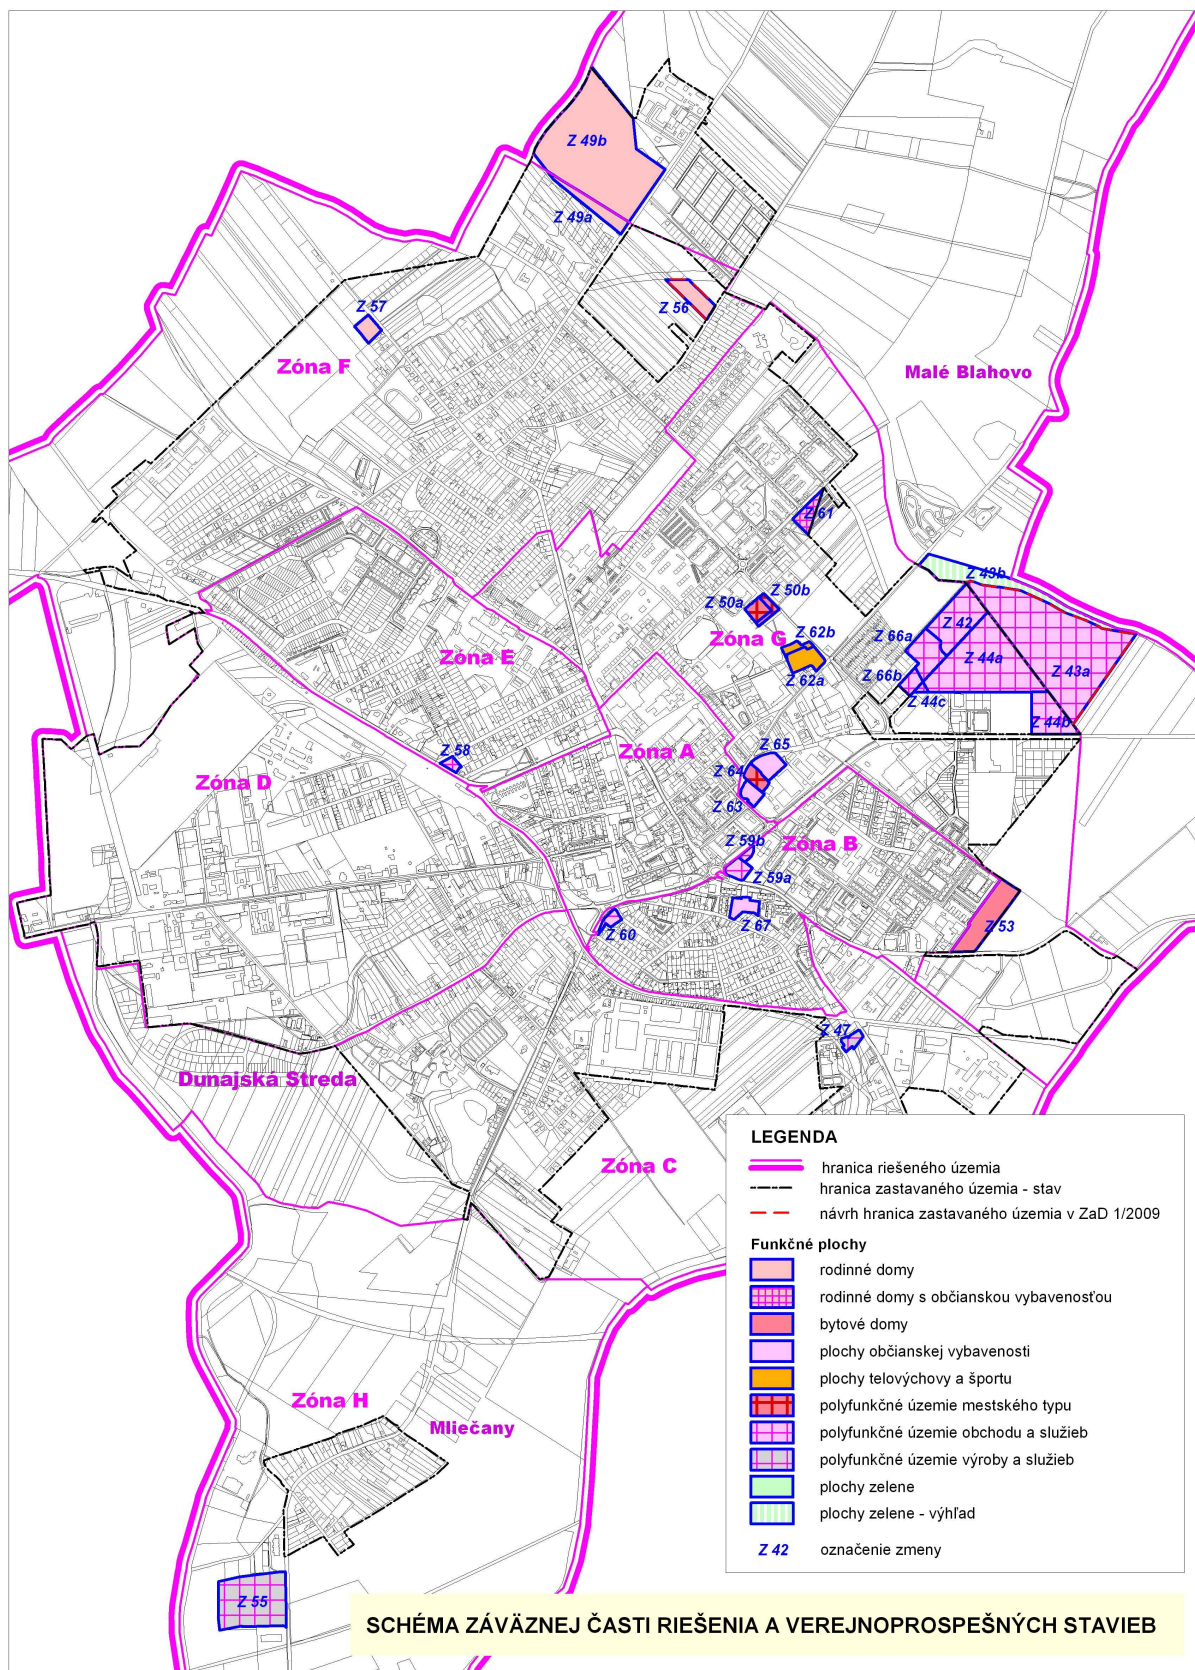 Z 49b
Z 49a
Z 56
Z 57
Zóna F
Malé Blahovo
Z 61
Z 43b
Z 50b
Z 50a
Zóna G
Z 62b
Z 62a
Z 66a
Z 42
Z 44a
Z 43a
Z 66b
Z 44c
Z 44b
Zóna E
Z 58
Zóna A
Z 65
Z 64
Z 63
Zóna D
Z 59b
Zóna B
Z 59a
Z 60
Z 67
Z 53
Z 47
Dunajská Streda
Zóna C
Zóna H
Mliečany
Z 55
LEGENDA
hranica riešeného územia
hranica zastavaného územia - stav
návrh hranica zastavaného územia v ZaD 1/2009
Funkčné plochy
rodinné domy
rodinné domy s občianskou vybavenosťou
bytové domy
plochy občianskej vybavenosti
plochy telovýchovy a športu
polyfunkčné územie mestského typu
polyfunkčné územie obchodu a služieb
polyfunkčné územie výroby a služieb
plochy zelene
plochy zelene - výhľad
Z 42 označenie zmeny
SCHÉMA ZÁVÄZNEJ ČASTI RIEŠENIA A VEREJNOPROSPEŠNÝCH STAVIEB